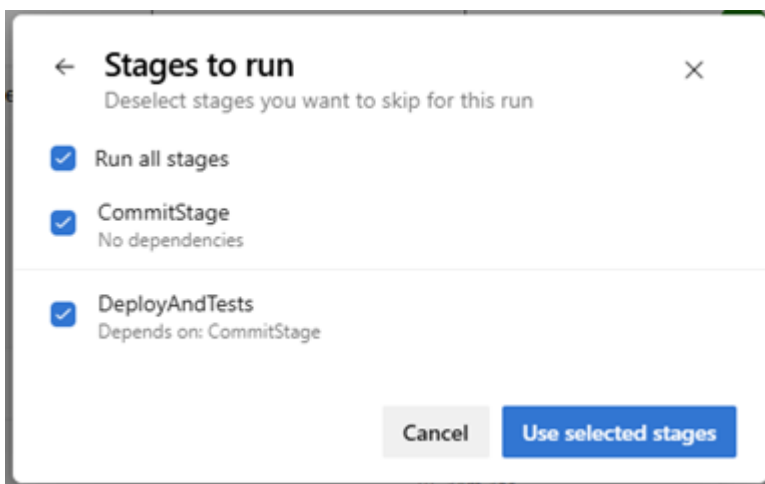 Stages to run
Deselect stages you want to skip for this run
Run all stages
CommitStage
No dependencies
DeployAndTests
Depends on: CommitStage
Cancel
Use selected stages